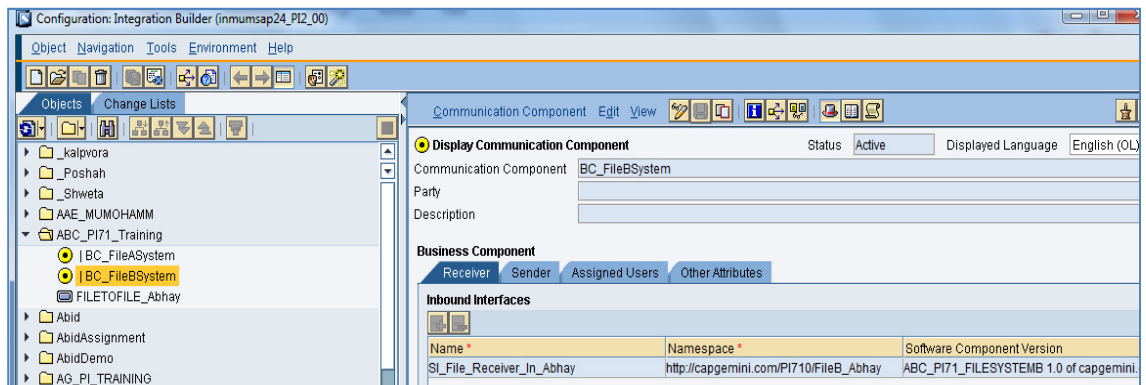 Configuration: Integration Builder (inmumsap24_PI2_00)
Object Navigation Tools Environment Help
Objects Change Lists
_kalpvora
_Poshah
_Shweta
AAE_MUMOHAMM
ABC_PI71_Training
| BC_FileASystem
| BC_FileBSystem
FILETOFILE_Abhay
Abid
AbidAssignment
AbidDemo
AG_PI_TRAINING
Communication Component Edit View
Display Communication Component Status Active Displayed Language English (OL)
Communication Component BC_FileBSystem
Party
Description
Business Component
Receiver Sender Assigned Users Other Attributes
Inbound Interfaces
Name * Namespace * Software Component Version
SI_File_Receiver_In_Abhay http://capgemini.com/PI710/FileB_Abhay ABC_PI71_FILESYSTEMB 1.0 of capgemini.